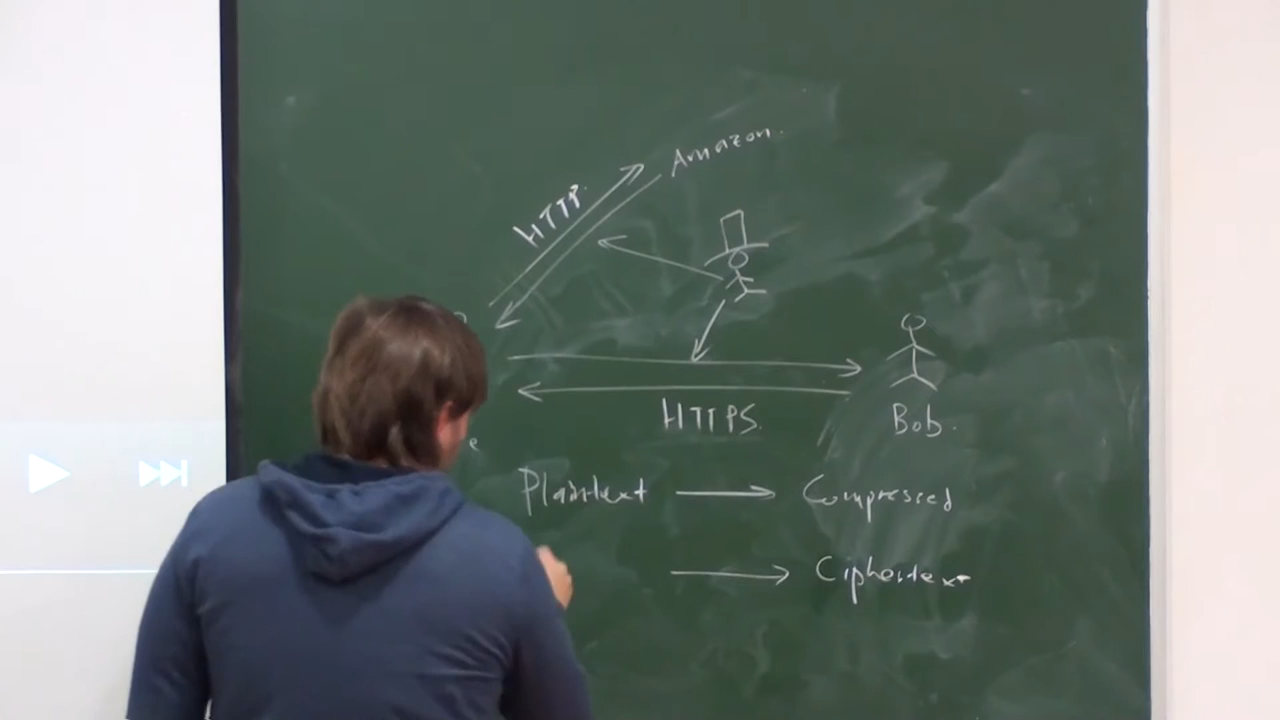 Amazon.
HTTP.
HTTPS.
Bob.
e
Plaintext → Compressed
→ Ciphertext